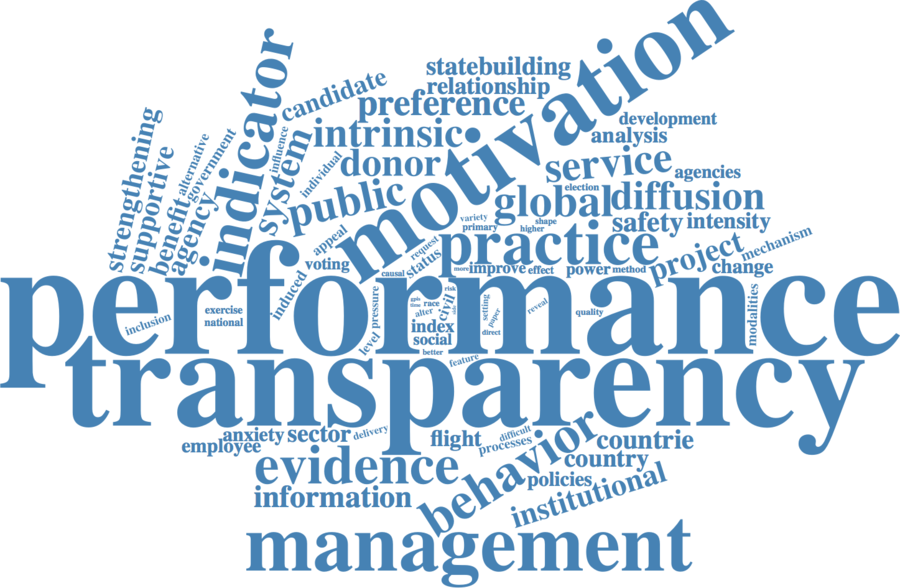 motivation
statebuilding
relationship
preference
candidate
indicator
intrinsic
development
analysis
strengthening
supportive
benefit
alternative
government
agency
system
influence
individual
donor
public
service
agencies
global
election
diffusion
safety
intensity
variety
primary
shape
higher
practice
project
mechanism
change
appeal
voting
induced
request
status
causal
more
improve
effect
power
method
performance
inclusion
exercise
national
pressure
level
race
time
alter
civil
risk
index
social
better
feature
setting
paper
direct
reveal
quality
modalities
transparency
anxiety
sector
delivery
employee
flight
difficult
processes
behavior
countrie
country
evidence
policies
information
institutional
management